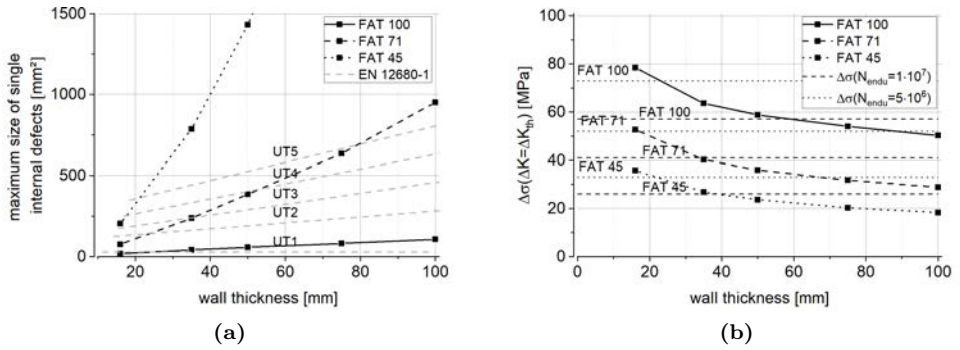 1500
1000
500
0
maximum size of single
internal defects [mm²]
FAT 100
FAT 71
FAT 45
EN 12680-1
UT5
UT4
UT3
UT2
UT1
20
40
60
80
100
wall thickness [mm]
(a)
100
80
60
40
20
0
Δσ(ΔK=ΔK_th) [MPa]
FAT 100
FAT 71
FAT 45
Δσ(N_endu=1·10⁷)
Δσ(N_endu=5·10⁶)
FAT 100
FAT 100
FAT 71
FAT 71
FAT 45
FAT 45
0
20
40
60
80
100
wall thickness [mm]
(b)